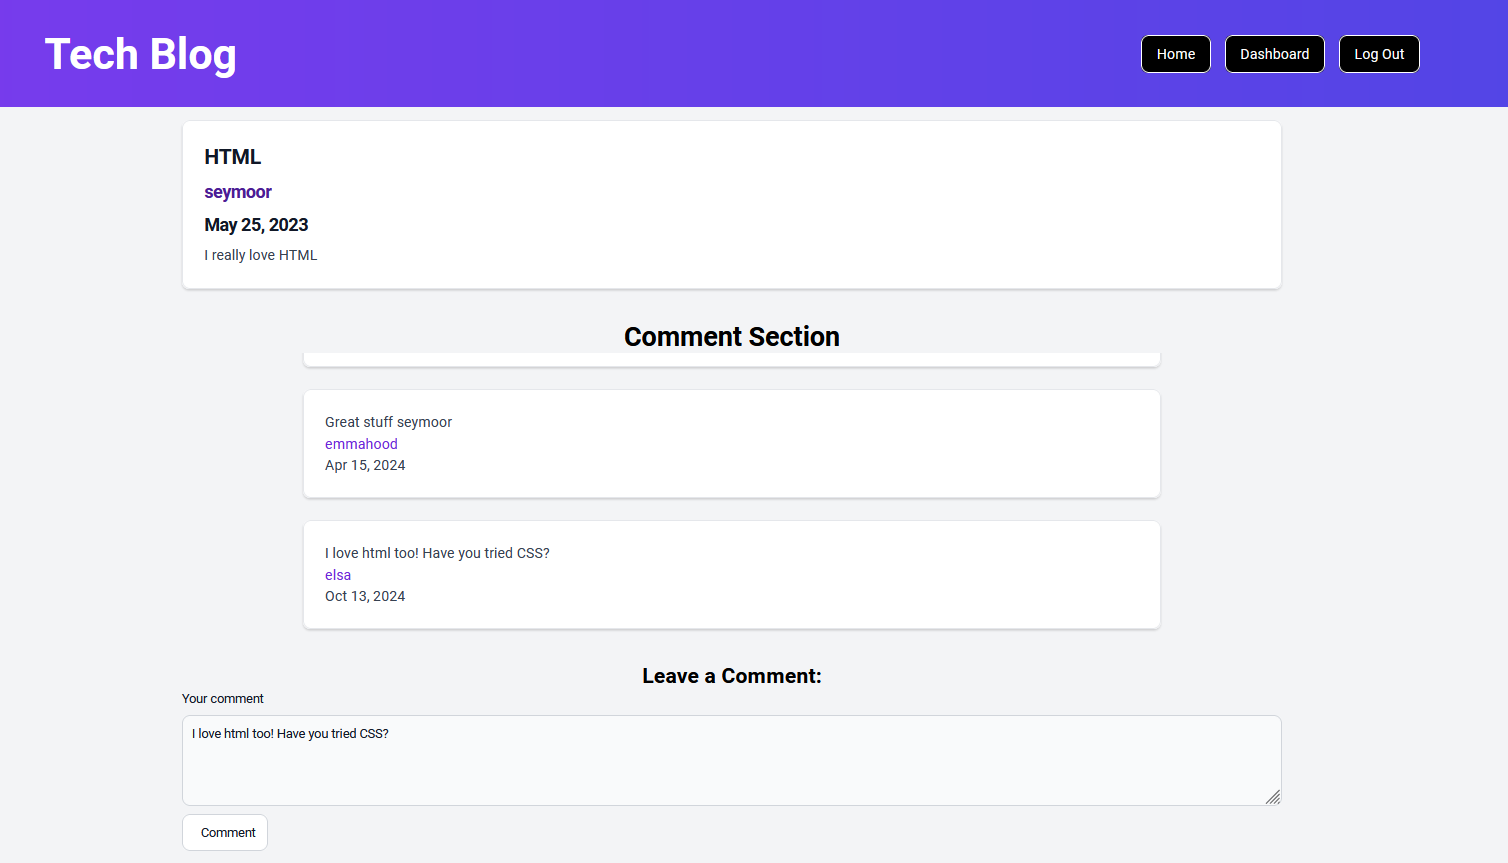 Tech Blog
Home
Dashboard
Log Out
HTML
seymoor
May 25, 2023
I really love HTML
Comment Section
Great stuff seymoor
emmahood
Apr 15, 2024
I love html too! Have you tried CSS?
elsa
Oct 13, 2024
Leave a Comment:
Your comment
I love html too! Have you tried CSS?
Comment